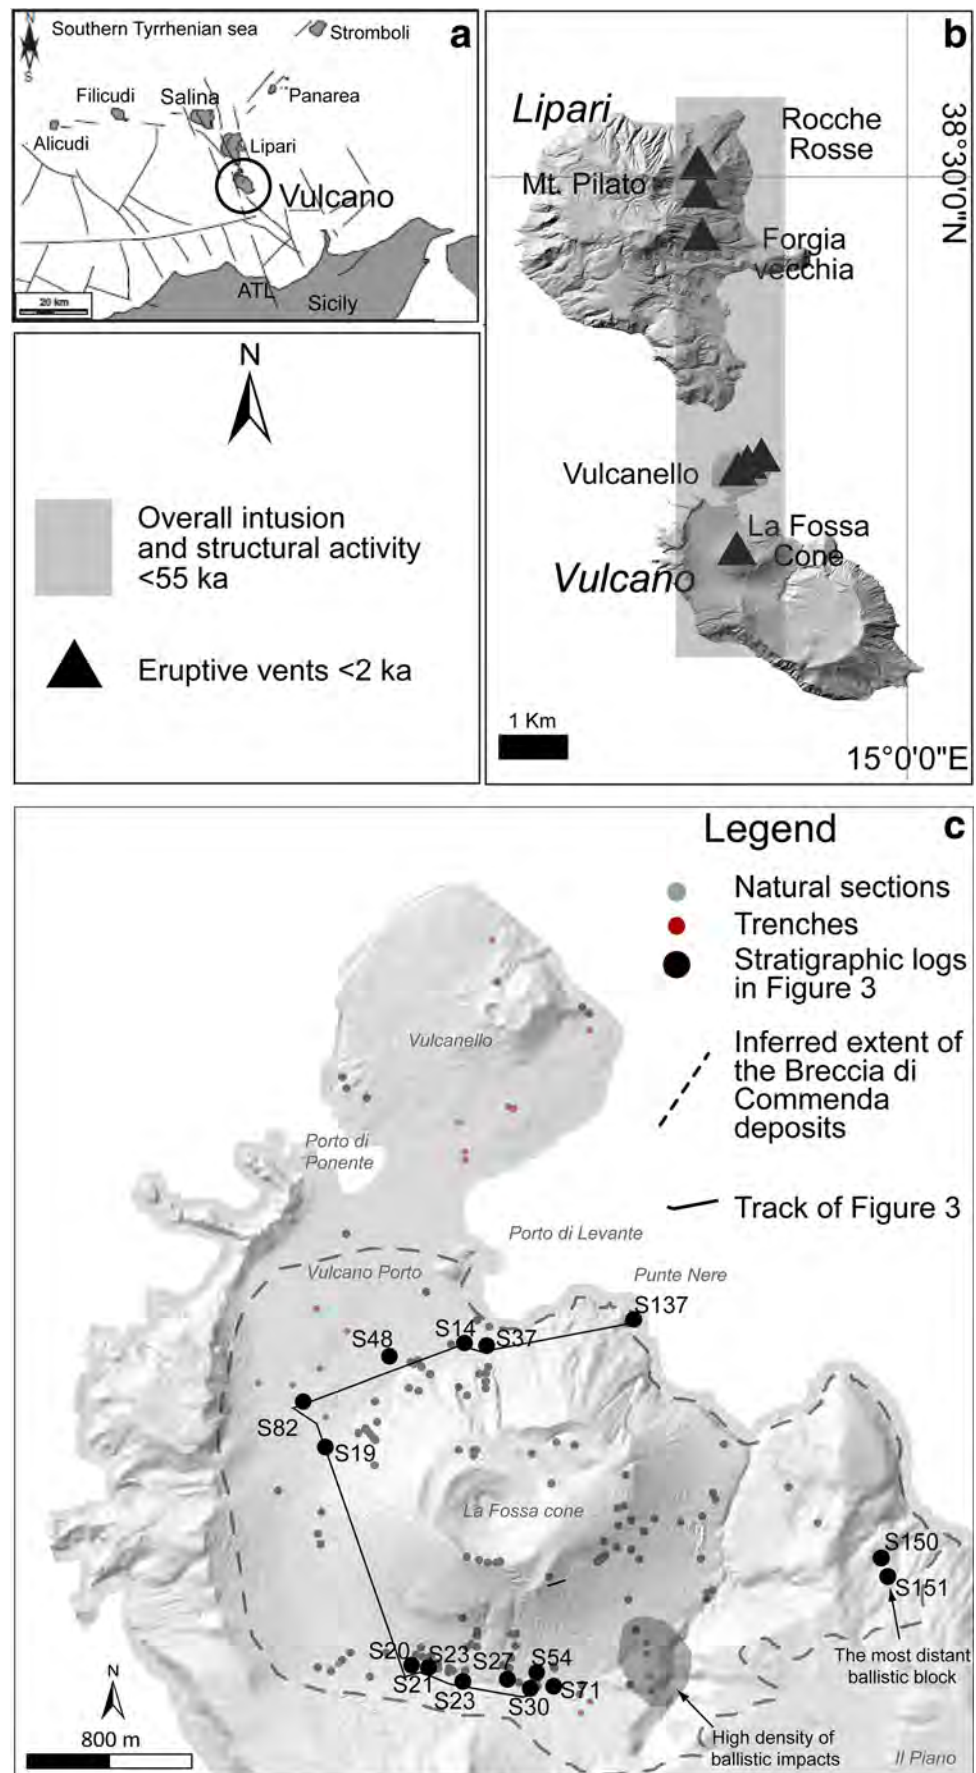 N
S
Southern Tyrrhenian sea
Stromboli
a
Filicudi
Salina
Panarea
Alicudi
Lipari
Vulcano
ATL
Sicily
20 km
N
Overall intusion
and structural activity
<55 ka
Eruptive vents <2 ka
b
Lipari
Rocche
Rosse
Mt. Pilato
38°30'0"N
Forgia
vecchia
Vulcanello
La Fossa
Cone
Vulcano
1 Km
15°0'0"E
c
Legend
Natural sections
Trenches
Stratigraphic logs
in Figure 3
Inferred extent of
the Breccia di
Commenda
deposits
Track of Figure 3
Vulcanello
Porto di
Ponente
Porto di Levante
Vulcano Porto
Punte Nere
S137
S14
S37
S48
S82
S19
La Fossa cone
S150
S151
The most distant
ballistic block
S20
S23
S27
S54
S21
S23
S30
S71
High density of
ballistic impacts
Il Piano
N
800 m